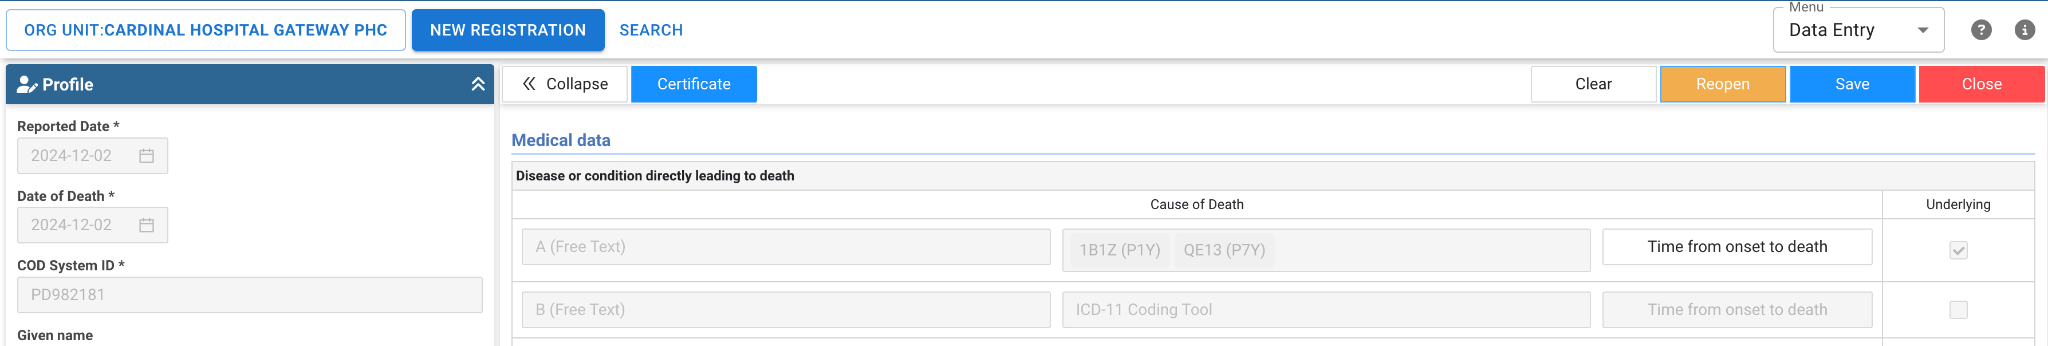 Menu
ORG UNIT:CARDINAL HOSPITAL GATEWAY PHC NEW REGISTRATION SEARCH Data Entry
Profile
Collapse Certificate Clear Reopen Save Close
Reported Date *
2024-12-02
Date of Death *
2024-12-02
COD System ID *
PD982181
Given name
Medical data
Disease or condition directly leading to death
Cause of Death Underlying
A (Free Text) 1B1Z (P1Y) QE13 (P7Y) Time from onset to death
B (Free Text) ICD-11 Coding Tool Time from onset to death